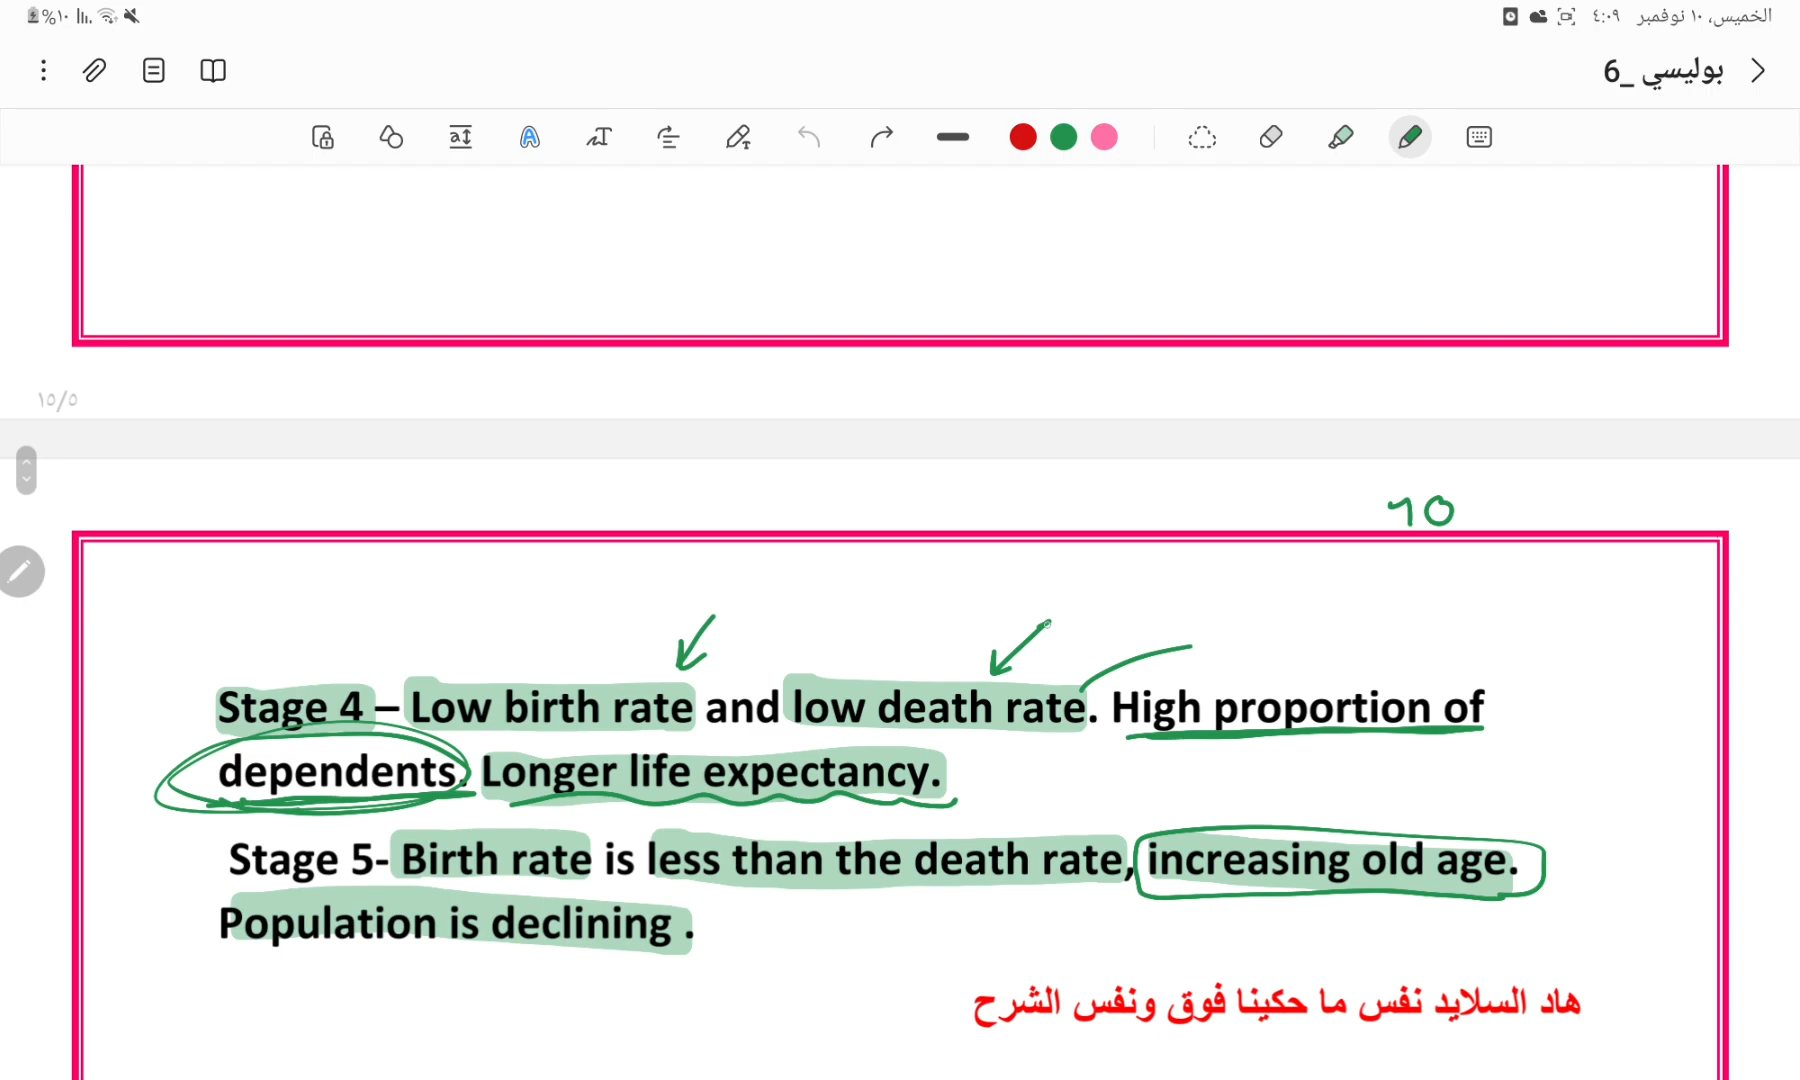 الخميس، ١٠ نوفمبر ٤:٠٩
%١٠
بوليسي _6
١٥/٥
Stage 4 – Low birth rate and low death rate. High proportion of
dependents. Longer life expectancy.
Stage 5- Birth rate is less than the death rate, increasing old age.
Population is declining .
هاد السلايد نفس ما حكينا فوق ونفس الشرح